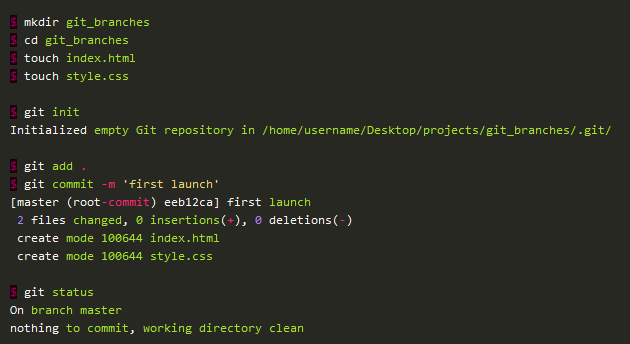 $ mkdir git_branches
$ cd git_branches
$ touch index.html
$ touch style.css
$ git init
Initialized empty Git repository in /home/username/Desktop/projects/git_branches/.git/
$ git add .
$ git commit -m 'first launch'
[master (root-commit) eeb12ca] first launch
 2 files changed, 0 insertions(+), 0 deletions(-)
 create mode 100644 index.html
 create mode 100644 style.css
$ git status
On branch master
nothing to commit, working directory clean